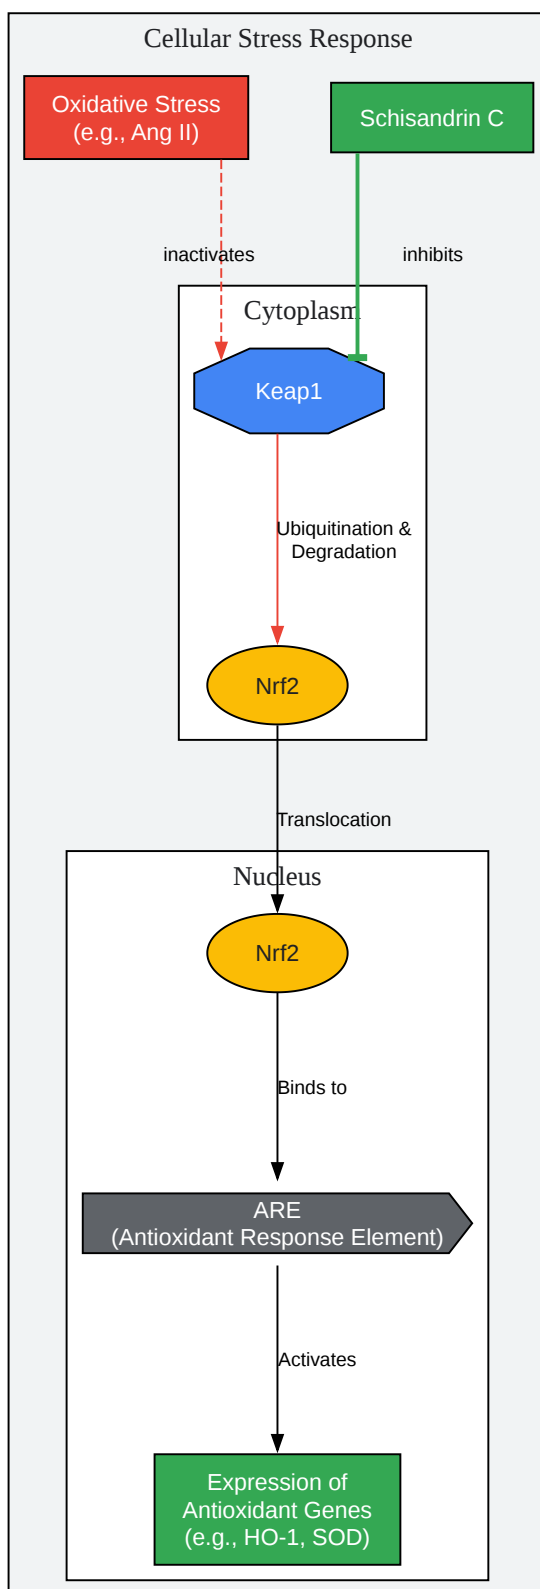 Cellular Stress Response
Oxidative Stress
(e.g., Ang II)
Schisandrin C
inactivates
inhibits
Cytoplasm
Keap1
Ubiquitination &
Degradation
Nrf2
Translocation
Nucleus
Nrf2
Binds to
ARE
(Antioxidant Response Element)
Activates
Expression of
Antioxidant Genes
(e.g., HO-1, SOD)